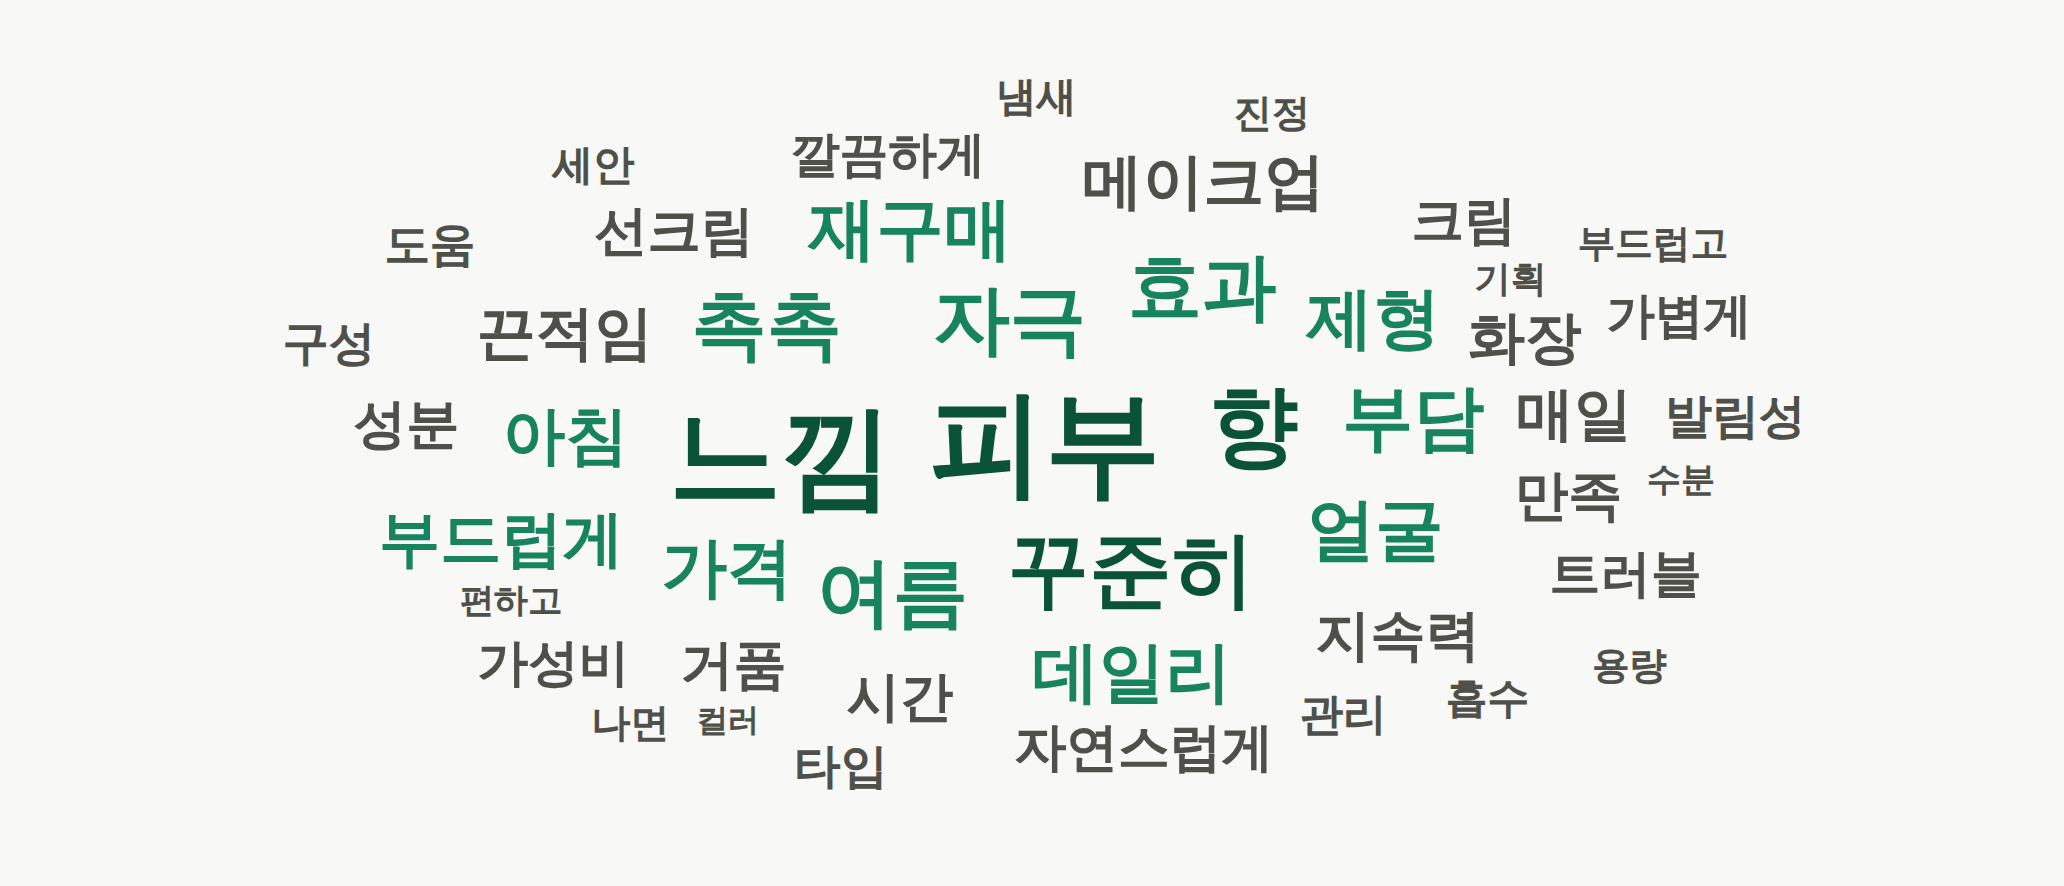 냄새
진정
깔끔하게
세안
메이크업
크림
재구매
선크림
도움
부드럽고
기획
효과
가볍게
제형
자극
촉촉
끈적임
화장
구성
매일
발림성
부담
향
성분
아침
피부
느낌
수분
만족
얼굴
부드럽게
가격
꾸준히
트러블
여름
편하고
지속력
가성비
거품
용량
데일리
시간
흡수
관리
나면
컬러
자연스럽게
타입